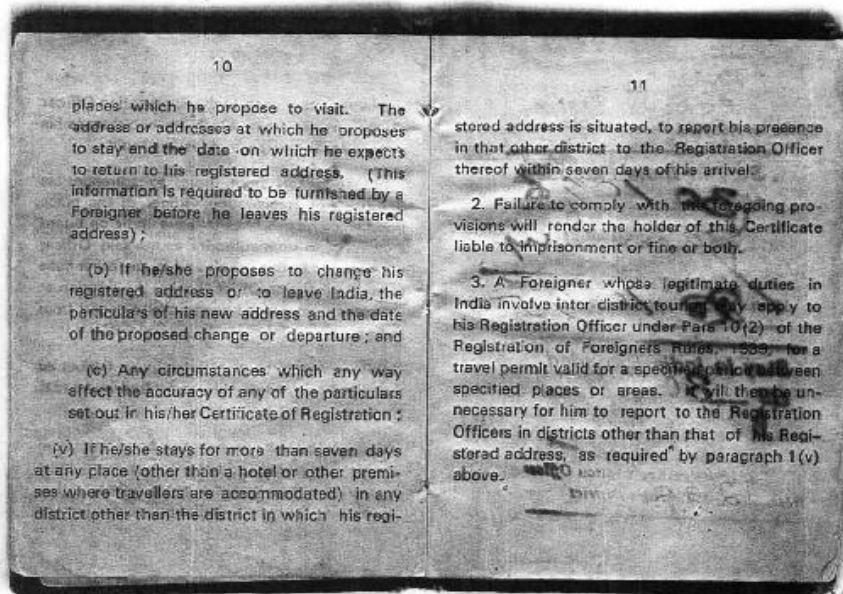 10
places which he propose to visit. The
address or addresses at which he proposes
to stay and the date on which he expects
to return to his registered address. (This
information is required to be furnished by a
Foreigner before he leaves his registered
address) ;
(b) If he/she proposes to change his
registered address or to leave India, the
particulars of his new address and the date
of the proposed change or departure ; and
(c) Any circumstances which any way
affect the accuracy of any of the particulars
set out in his/her Certificate of Registration ;
(v) If he/she stays for more than seven days
at any place (other than a hotel or other premi-
ses where travellers are accommodated) in any
district other than the district in which his regi-
11
stered address is situated, to report his presence
in that other district to the Registration Officer
thereof within seven days of his arrival.
2. Failure to comply with the foregoing pro-
visions will render the holder of this Certificate
liable to imprisonment or fine or both.
3. A Foreigner whose legitimate duties in
India involve inter district touring may apply to
his Registration Officer under Para 10(2) of the
Registration of Foreigners Rules, 1939, for a
travel permit valid for a specified period between
specified places or areas. It will then be un-
necessary for him to report to the Registration
Officers in districts other than that of his Regi-
stered address, as required by paragraph 1(v)
above.